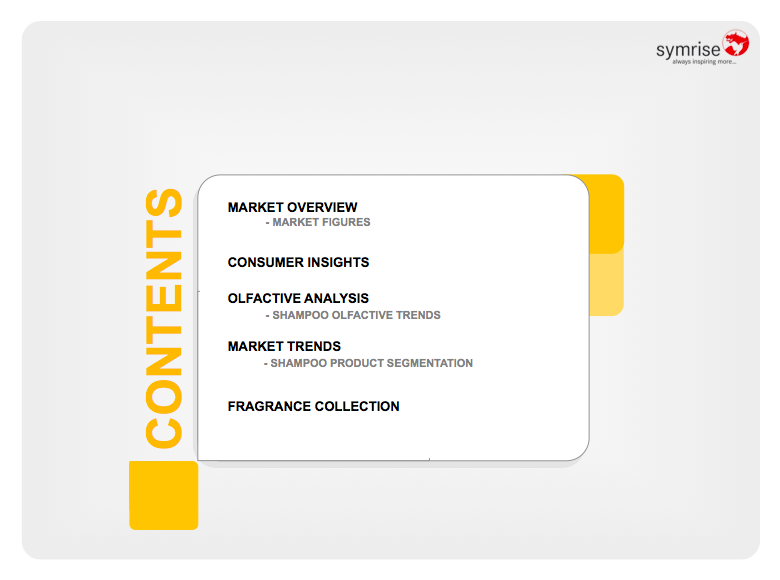 symrise
always inspiring more...
CONTENTS
MARKET OVERVIEW
- MARKET FIGURES
CONSUMER INSIGHTS
OLFACTIVE ANALYSIS
- SHAMPOO OLFACTIVE TRENDS
MARKET TRENDS
- SHAMPOO PRODUCT SEGMENTATION
FRAGRANCE COLLECTION